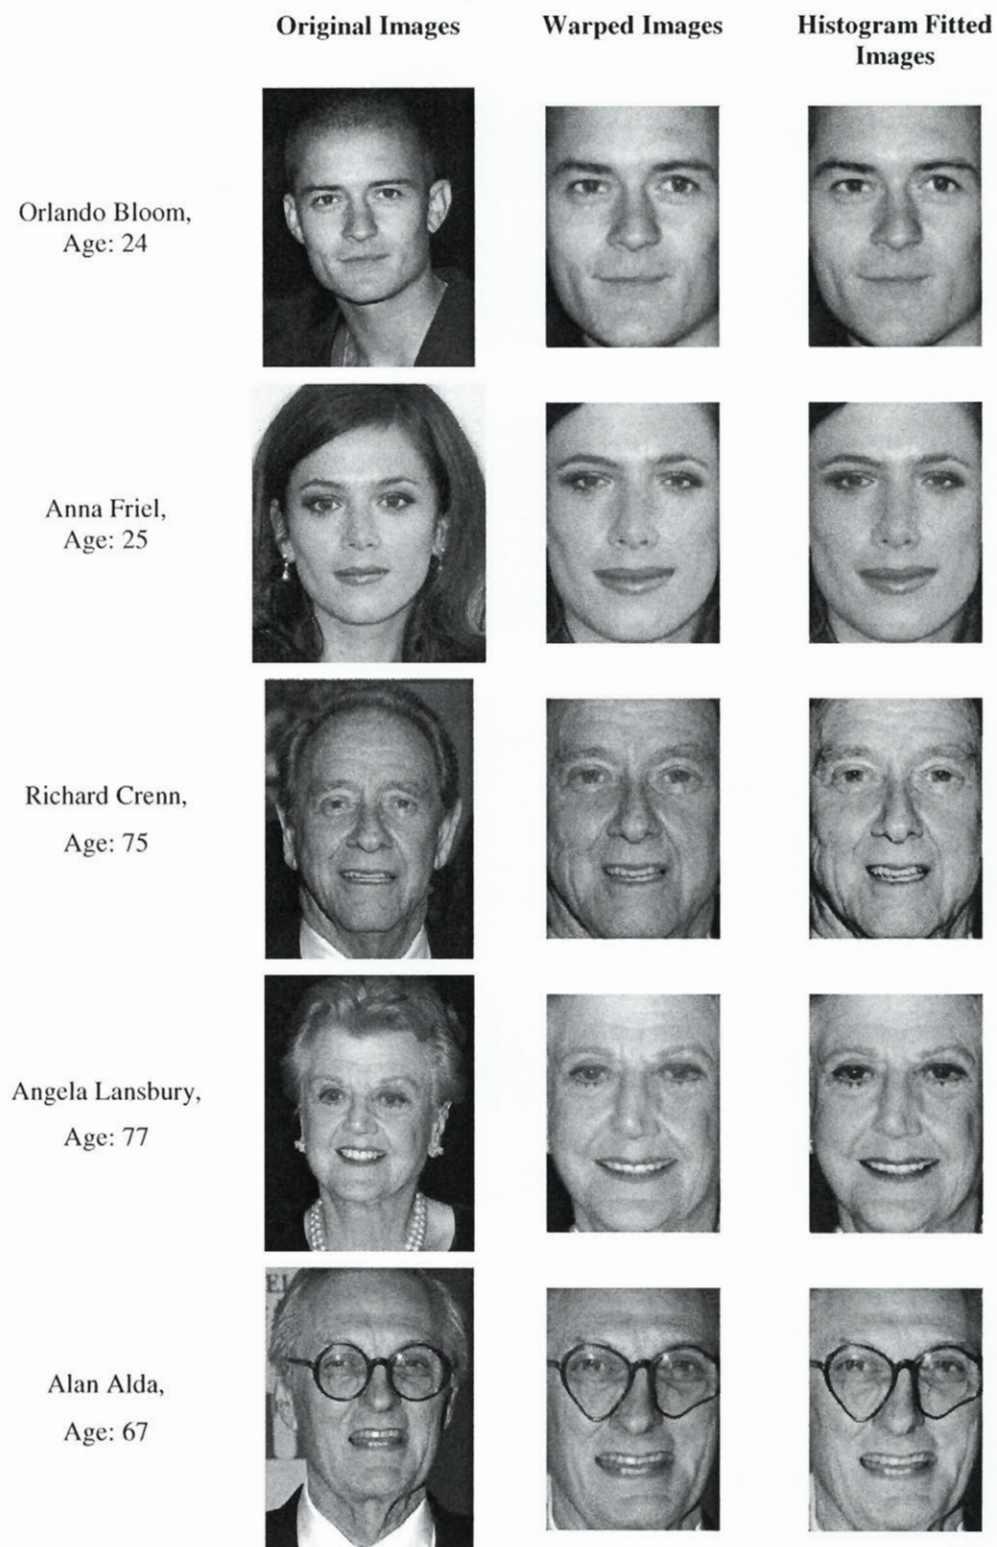 Original Images
Warped Images
Histogram Fitted
Images
Orlando Bloom,
Age: 24
Anna Friel,
Age: 25
Richard Crenn,
Age: 75
Angela Lansbury,
Age: 77
EL
Alan Alda,
Age: 67